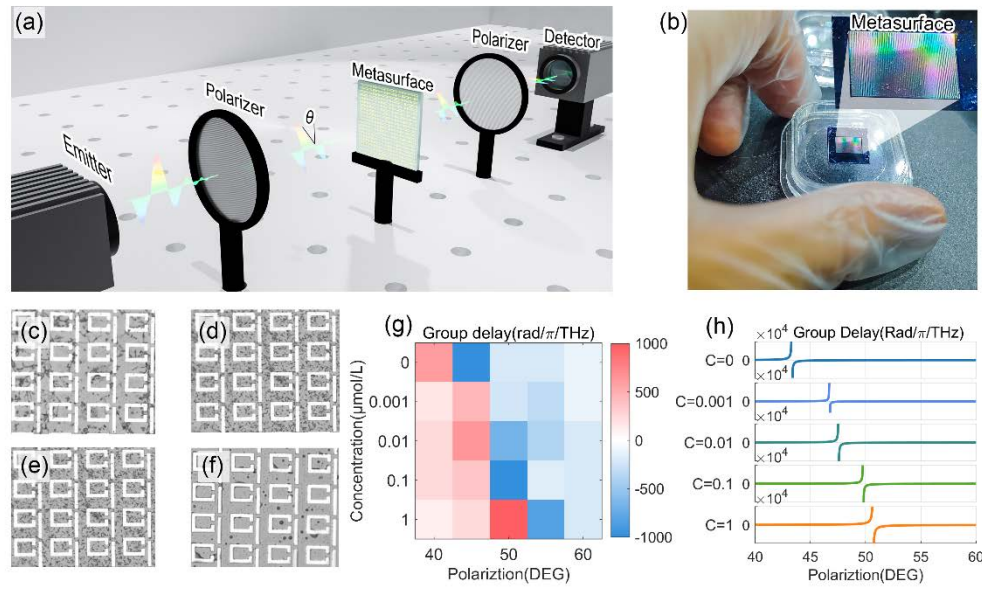 (a)
Emitter
Polarizer
θ
Metasurface
Polarizer
Detector
(b)
Metasurface
(c)
(d)
(e)
(f)
(g)
Group delay(rad/π/THz)
Concentration(μmol/L)
0
0.001
0.01
0.1
1
40
45
50
55
60
Polariztion(DEG)
1000
500
0
-500
-1000
(h)
Group Delay(Rad/π/THz)
×10⁴
C=0 0
×10⁴
C=0.001 0
×10⁴
C=0.01 0
×10⁴
C=0.1 0
×10⁴
C=1 0
40
45
50
55
60
Polariztion(DEG)